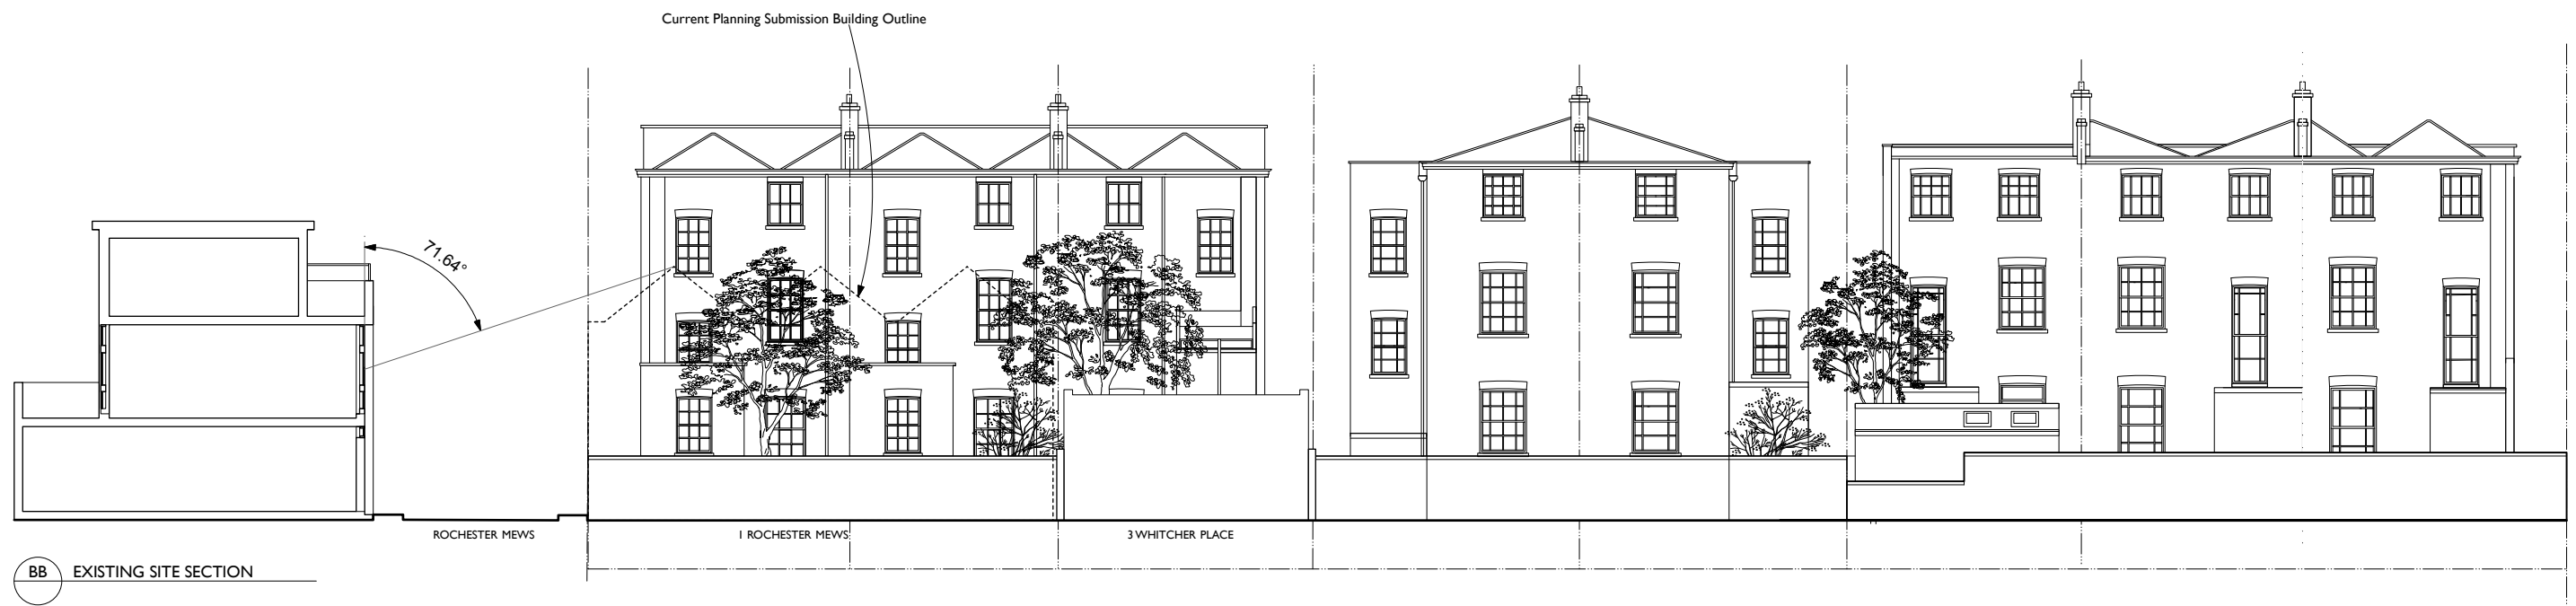 Current Planning Submission Building Outline
71.64°
ROCHESTER MEWS
1 ROCHESTER MEWS
3 WHITCHER PLACE
BB
EXISTING SITE SECTION